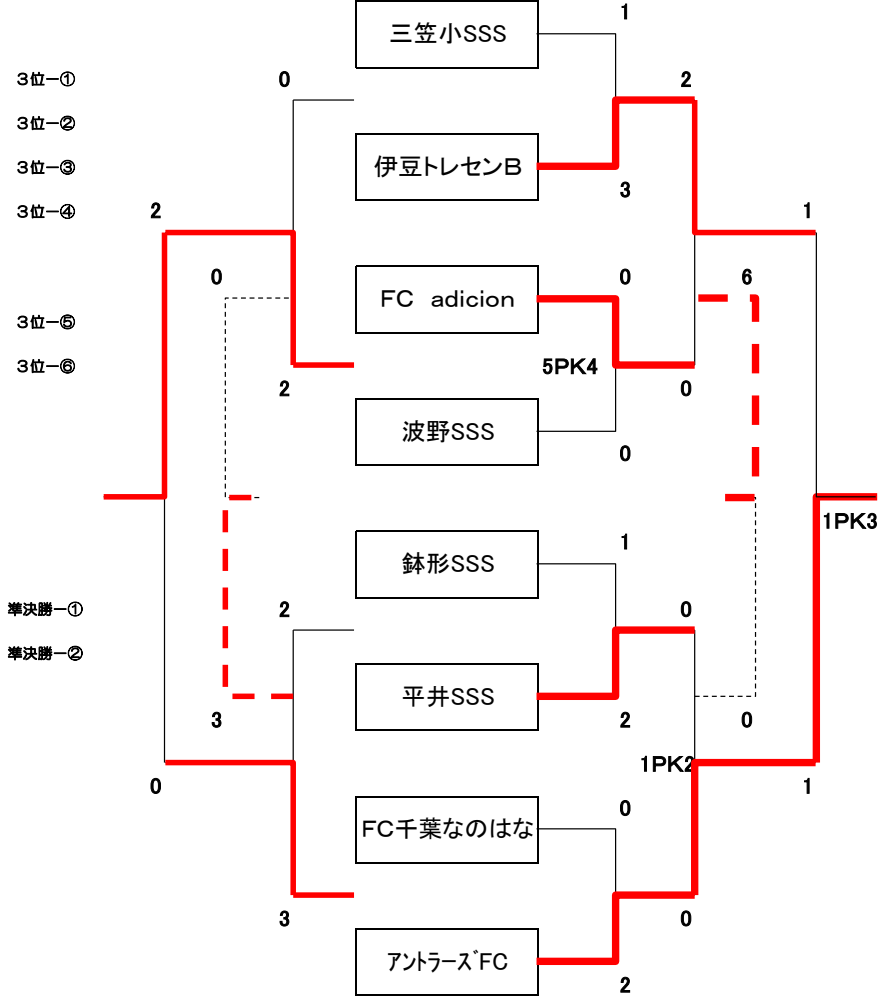 1
三笠小SSS
3位ー①
0
2
3位ー②
伊豆トレセンB
3位ー③
3
3位ー④
2
1
0
0
6
FC adicion
3位ー⑤
3位ー⑥
5PK4
2
0
波野SSS
0
1PK3
1
鉢形SSS
準決勝ー①
2
0
準決勝ー②
平井SSS
3
2
0
1PK2
0
1
0
FC千葉なのはな
3
0
アントラーズFC
2